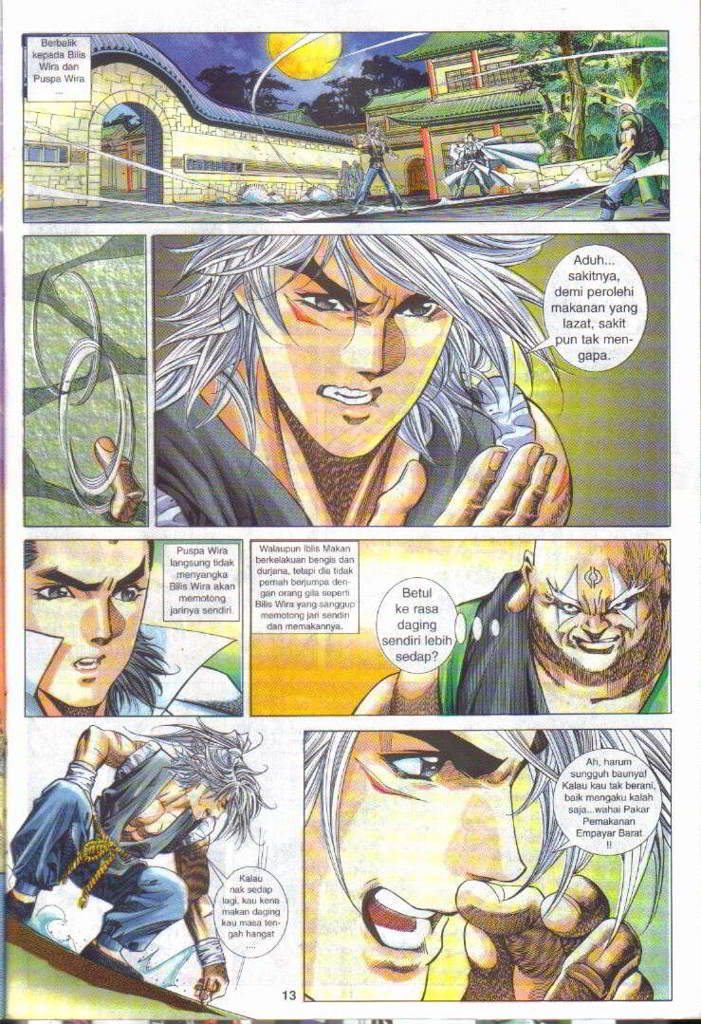 Berbalik
kepada Bilis
Wira dan
Puspa Wira
...
Aduh...
sakitnya,
demi perolehi
makanan yang
lazat, sakit
pun tak men-
gapa.
Puspa Wira
langsung tidak
menyangka
Bilis Wira akan
memotong
jarinya sendiri.
Walaupun Iblis Makan
berkelakuan bengis dan
durjana, tetapi dia tidak
pernah berjumpa den-
gan orang gila seperti
Bilis Wira yang sanggup
memotong jari sendiri
dan memakannya.
Betul
ke rasa
daging
sendiri lebih
sedap?
Kalau
nak sedap
lagi, kau kena
makan daging
kau masa ten-
gah hangat
....
Ah, harum
sungguh baunya!
Kalau kau tak berani,
baik mengaku kalah
saja...wahai Pakar
Pemakanan
Empayar Barat
!!
13